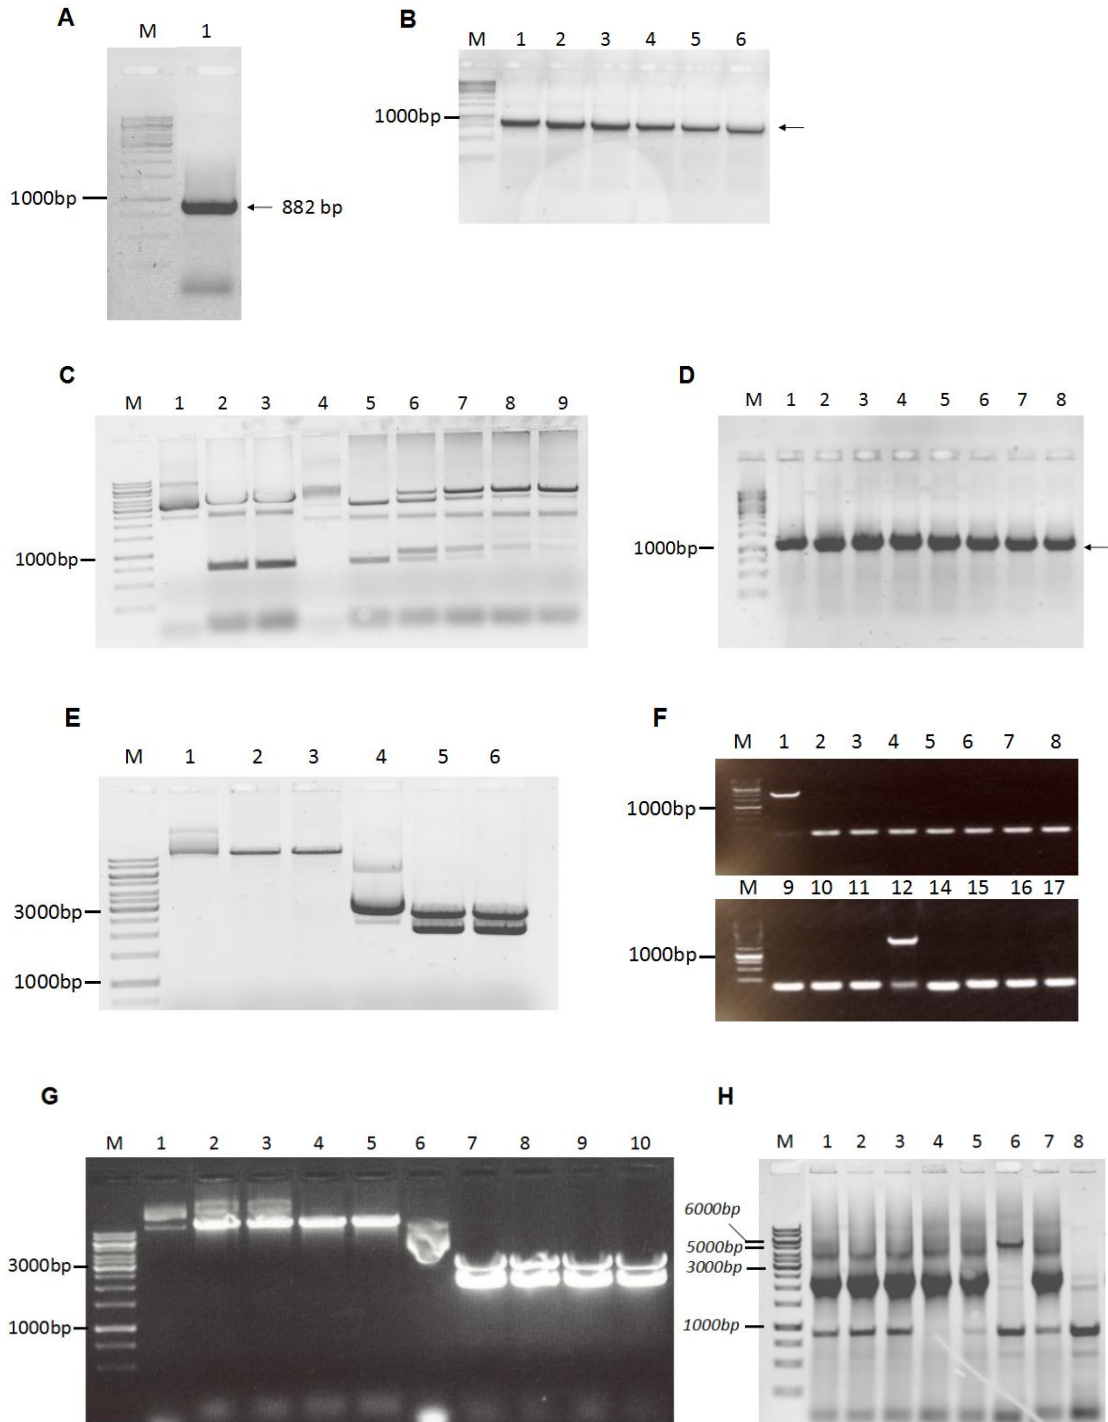 A
M 1
1000bp
882 bp
B
M 1 2 3 4 5 6
1000bp
C
M 1 2 3 4 5 6 7 8 9
1000bp
D
M 1 2 3 4 5 6 7 8
1000bp
E
M 1 2 3 4 5 6
3000bp
1000bp
F
M 1 2 3 4 5 6 7 8
1000bp
M 9 10 11 12 14 15 16 17
1000bp
G
M 1 2 3 4 5 6 7 8 9 10
3000bp
1000bp
H
M 1 2 3 4 5 6 7 8
6000bp
5000bp
3000bp
1000bp